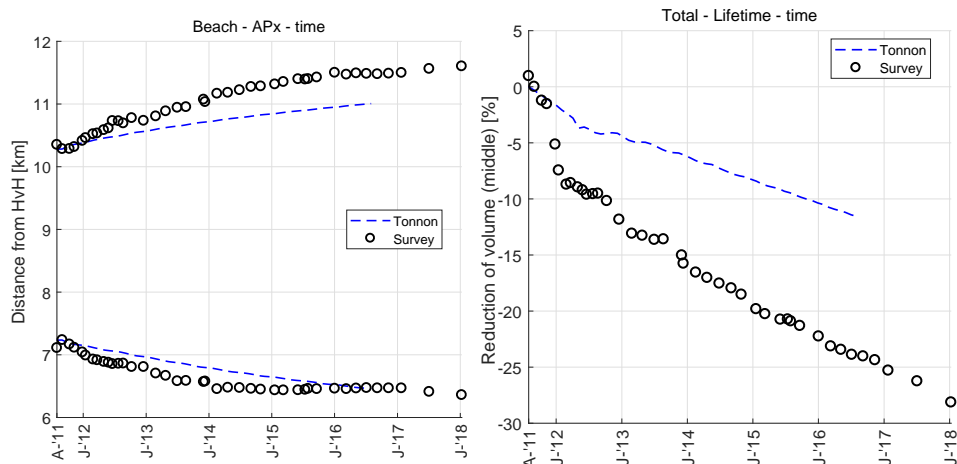 Beach - APx - time
Distance from HvH [km]
12
11
10
9
8
7
6
Tonnon
Survey
A-'11
J-'12
J-'13
J-'14
J-'15
J-'16
J-'17
J-'18
Total - Lifetime - time
Reduction of volume (middle) [%]
5
0
-5
-10
-15
-20
-25
-30
Tonnon
Survey
A-'11
J-'12
J-'13
J-'14
J-'15
J-'16
J-'17
J-'18